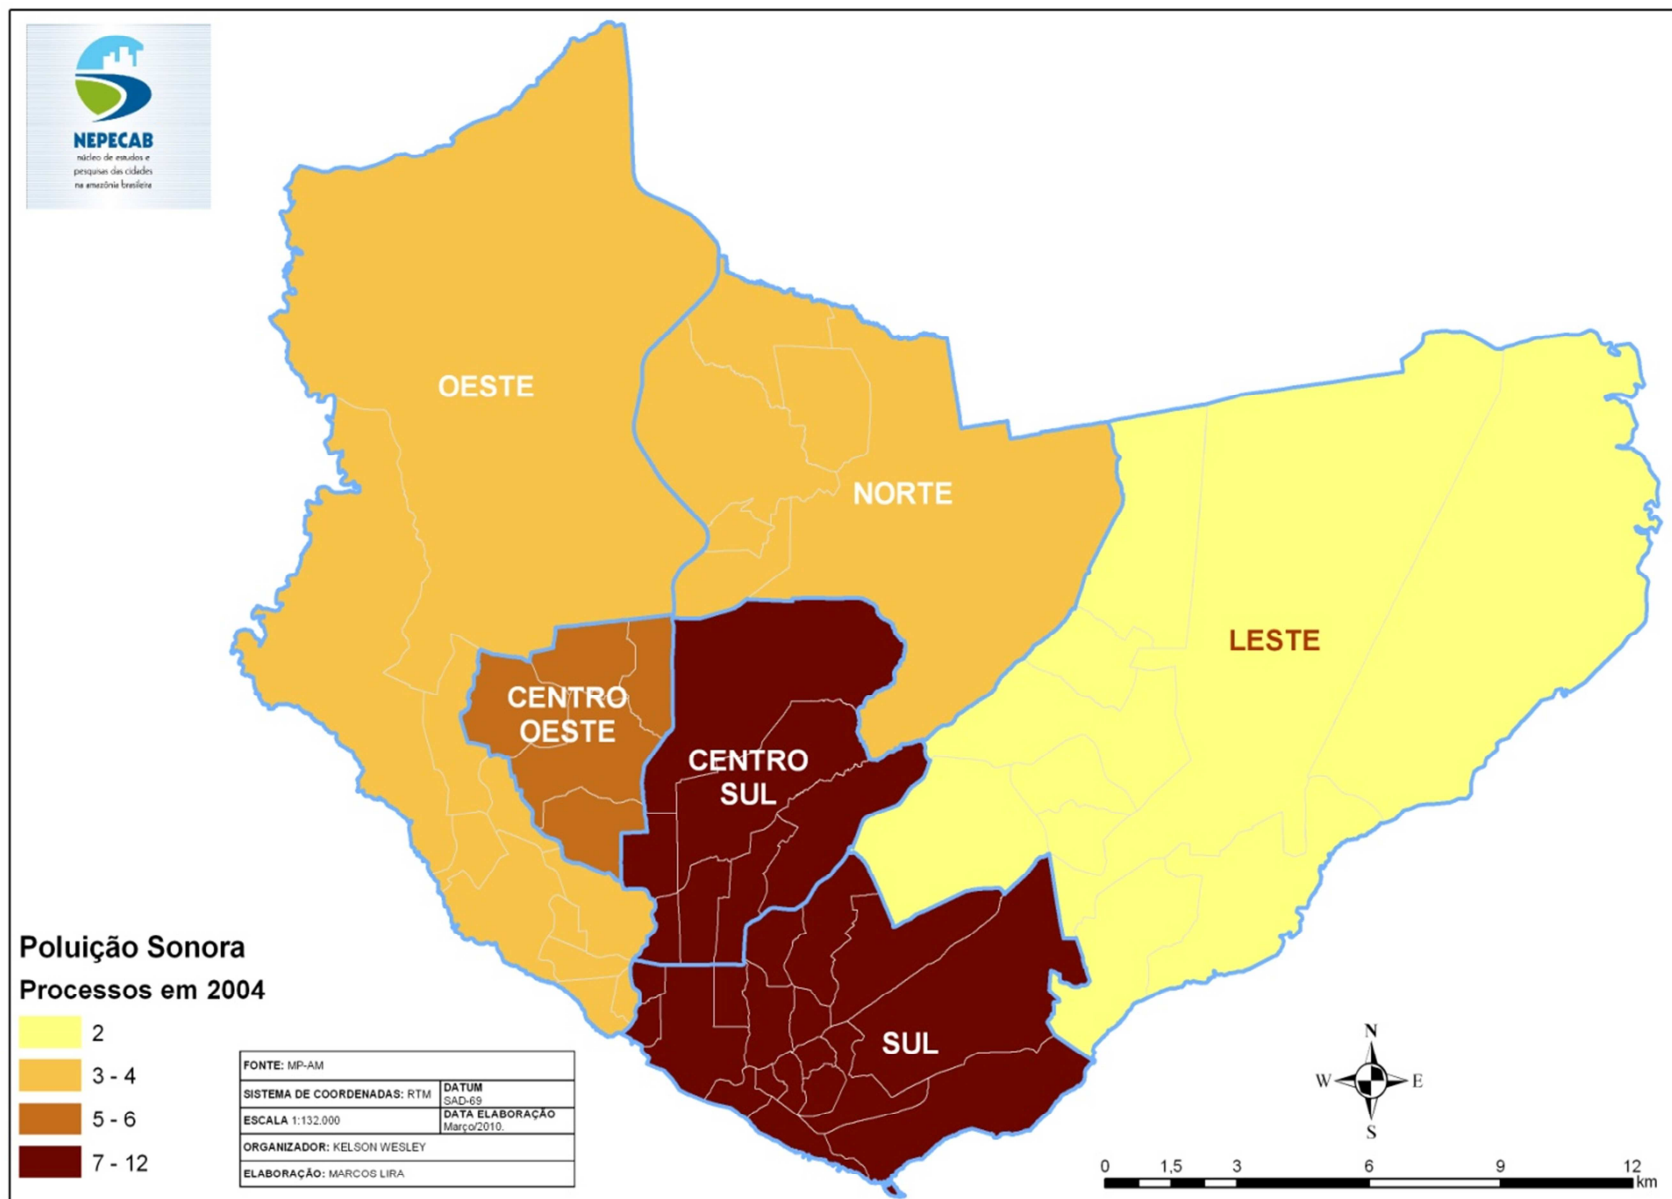 NEPECAB
núcleo de estudos e
pesquisas das cidades
na amazônia brasileira
OESTE
NORTE
LESTE
CENTRO
OESTE
CENTRO
SUL
SUL
Poluição Sonora
Processos em 2004
2
3 - 4
5 - 6
7 - 12
FONTE: MP-AM
SISTEMA DE COORDENADAS: RTM
DATUM
SAD-69
ESCALA 1:132.000
DATA ELABORAÇÃO
Março/2010.
ORGANIZADOR: KELSON WESLEY
ELABORAÇÃO: MARCOS LIRA
N
W E
S
0 1,5 3 6 9 12
km